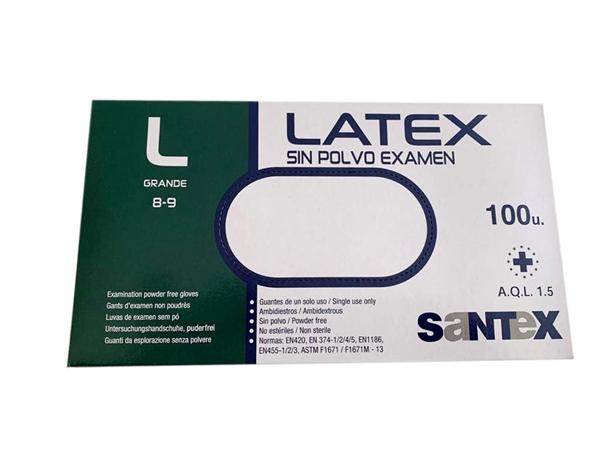 L
GRANDE
8-9
LATEX
SIN POLVO EXAMEN
100u.
A.Q.L. 1.5
SANTEX
Examination powder free gloves
Gants d'examen non poudrés
Luvas de examen sem pó
Untersuchungshandschuhe, puderfrei
Guanti da esplorazione senza polvere
• Guantes de un solo uso / Single use only
• Ambidiestros / Ambidextrous
• Sin polvo / Powder free
• No estériles / Non sterile
• Normas: EN420, EN 374-1/2/4/5, EN1186,
EN455-1/2/3, ASTM F1671 / F1671M - 13